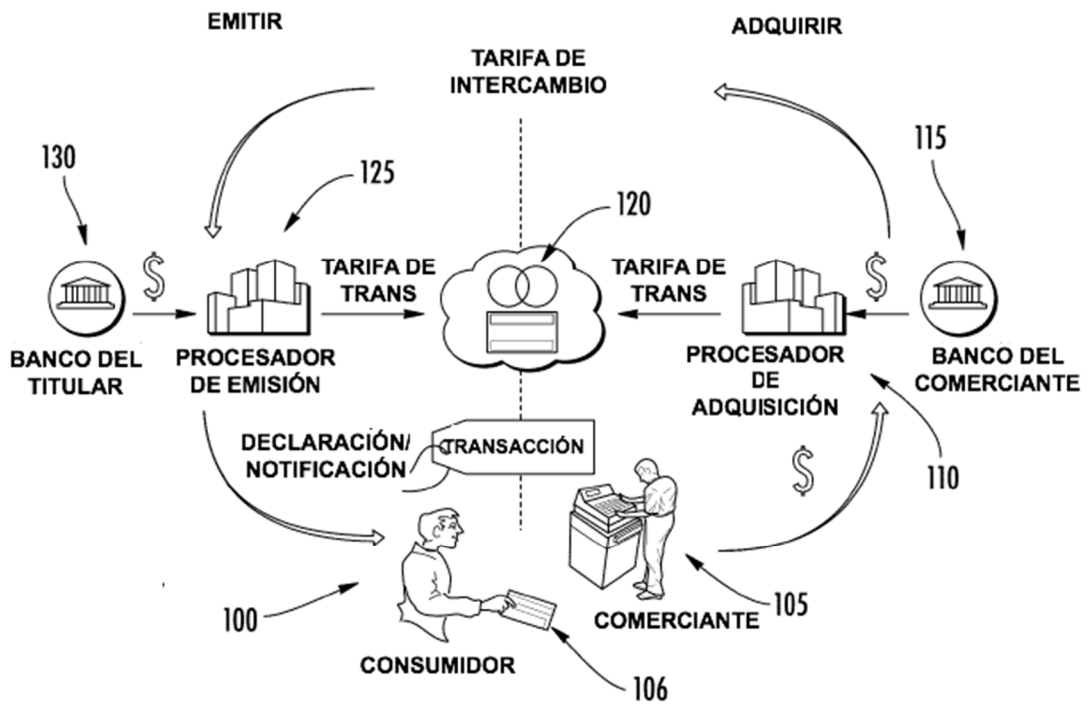 EMITIR
ADQUIRIR
TARIFA DE
INTERCAMBIO
130
125
120
115
$
$
TARIFA DE
TRANS
TARIFA DE
TRANS
BANCO DEL
TITULAR
PROCESADOR
DE EMISIÓN
PROCESADOR
DE
ADQUISICIÓN
BANCO DEL
COMERCIANTE
DECLARACIÓN/
NOTIFICACIÓN
TRANSACCIÓN
$
110
100
105
COMERCIANTE
CONSUMIDOR
106